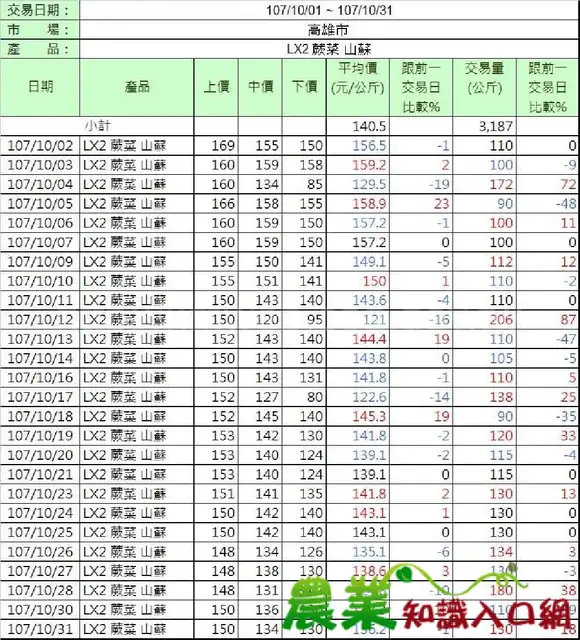 交易日期： 107/10/01 ~ 107/10/31
市 場： 高雄市
產 品： LX2 蕨菜 山蘇
日期 產品 上價 中價 下價 平均價(元/公斤) 跟前一交易日比較% 交易量(公斤) 跟前一交易日比較%
小計 140.5 3,187
107/10/02 LX2 蕨菜 山蘇 169 155 150 156.5 -1 110 0
107/10/03 LX2 蕨菜 山蘇 160 159 158 159.2 2 100 -9
107/10/04 LX2 蕨菜 山蘇 160 134 85 129.5 -19 172 72
107/10/05 LX2 蕨菜 山蘇 166 158 155 158.9 23 90 -48
107/10/06 LX2 蕨菜 山蘇 160 159 150 157.2 -1 100 11
107/10/07 LX2 蕨菜 山蘇 160 159 150 157.2 0 100 0
107/10/09 LX2 蕨菜 山蘇 155 150 141 149.1 -5 112 12
107/10/10 LX2 蕨菜 山蘇 155 151 141 150 1 110 -2
107/10/11 LX2 蕨菜 山蘇 150 143 140 143.6 -4 110 0
107/10/12 LX2 蕨菜 山蘇 150 120 95 121 -16 206 87
107/10/13 LX2 蕨菜 山蘇 152 143 140 144.4 19 110 -47
107/10/14 LX2 蕨菜 山蘇 150 143 140 143.8 0 105 -5
107/10/16 LX2 蕨菜 山蘇 150 143 131 141.8 -1 110 5
107/10/17 LX2 蕨菜 山蘇 152 127 80 122.6 -14 138 25
107/10/18 LX2 蕨菜 山蘇 152 145 140 145.3 19 90 -35
107/10/19 LX2 蕨菜 山蘇 153 142 130 141.8 -2 120 33
107/10/20 LX2 蕨菜 山蘇 153 140 124 139.1 -2 115 -4
107/10/21 LX2 蕨菜 山蘇 153 140 124 139.1 0 115 0
107/10/23 LX2 蕨菜 山蘇 151 141 135 141.8 2 130 13
107/10/24 LX2 蕨菜 山蘇 150 142 140 143.1 1 130 0
107/10/25 LX2 蕨菜 山蘇 150 142 140 143.1 0 130 0
107/10/26 LX2 蕨菜 山蘇 148 134 126 135.1 -6 134 3
107/10/27 LX2 蕨菜 山蘇 148 138 130 138.6 3 130 -3
107/10/28 LX2 蕨菜 山蘇 148 131 -10 180 38
107/10/30 LX2 蕨菜 山蘇 150 136
107/10/31 LX2 蕨菜 山蘇 150 134 130
農業知識入口網